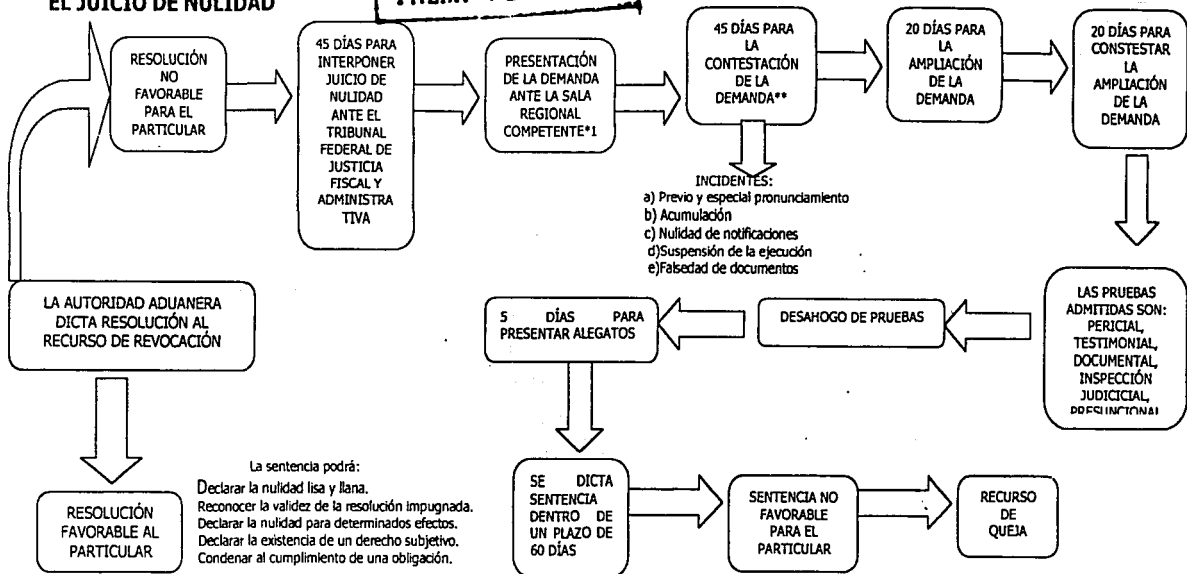 EL JUICIO DE NULIDAD
RESOLUCIÓN
NO
FAVORABLE
PARA EL
PARTICULAR
45 DÍAS PARA
INTERPONER
JUICIO DE
NULIDAD
ANTE EL
TRIBUNAL
FEDERAL DE
JUSTICIA
FISCAL Y
ADMINISTRA
TIVA
PRESENTACIÓN
DE LA DEMANDA
ANTE LA SALA
REGIONAL
COMPETENTE*1
45 DÍAS PARA
LA
CONTESTACIÓN
DE LA
DEMANDA**
20 DÍAS PARA
LA
AMPLIACIÓN
DE LA
DEMANDA
20 DÍAS PARA
CONSTESTAR
LA
AMPLIACIÓN
DE LA
DEMANDA
INCIDENTES:
a) Previo y especial pronunciamiento
b) Acumulación
c) Nulidad de notificaciones
d)Suspensión de la ejecución
e)Falsedad de documentos
LA AUTORIDAD ADUANERA
DICTA RESOLUCIÓN AL
RECURSO DE REVOCACIÓN
5 DÍAS PARA
PRESENTAR ALEGATOS
DESAHOGO DE PRUEBAS
LAS PRUEBAS
ADMITIDAS SON:
PERICIAL,
TESTIMONIAL,
DOCUMENTAL,
INSPECCIÓN
JUDICICIAL,
PRESUNCIONAL
RESOLUCIÓN
FAVORABLE AL
PARTICULAR
La sentencia podrá:
Declarar la nulidad lisa y llana.
Reconocer la validez de la resolución impugnada.
Declarar la nulidad para determinados efectos.
Declarar la existencia de un derecho subjetivo.
Condenar al cumplimiento de una obligación.
SE DICTA
SENTENCIA
DENTRO DE
UN PLAZO DE
60 DÍAS
SENTENCIA NO
FAVORABLE
PARA EL
PARTICULAR
RECURSO
DE
QUEJA